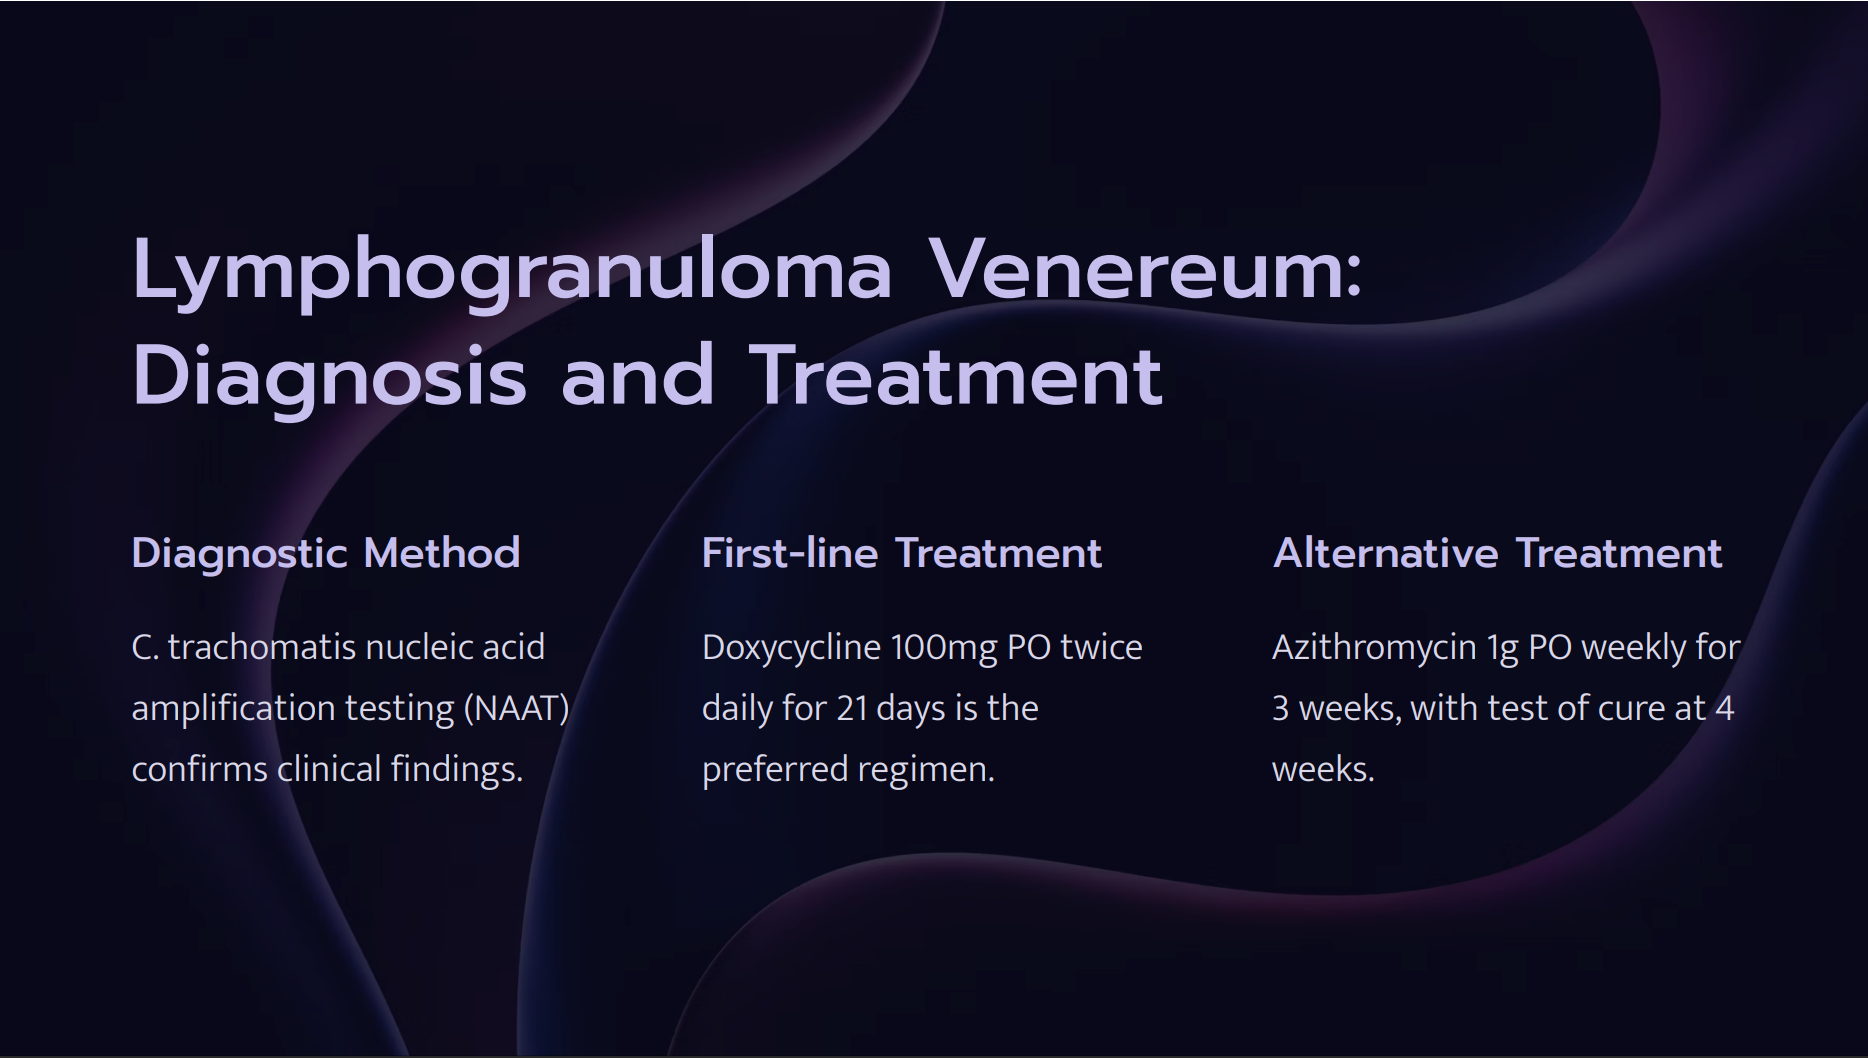 Lymphogranuloma Venereum:
Diagnosis and Treatment
Diagnostic Method
C. trachomatis nucleic acid
amplification testing (NAAT)
confirms clinical findings.
First-line Treatment
Doxycycline 100mg PO twice
daily for 21 days is the
preferred regimen.
Alternative Treatment
Azithromycin 1g PO weekly for
3 weeks, with test of cure at 4
weeks.